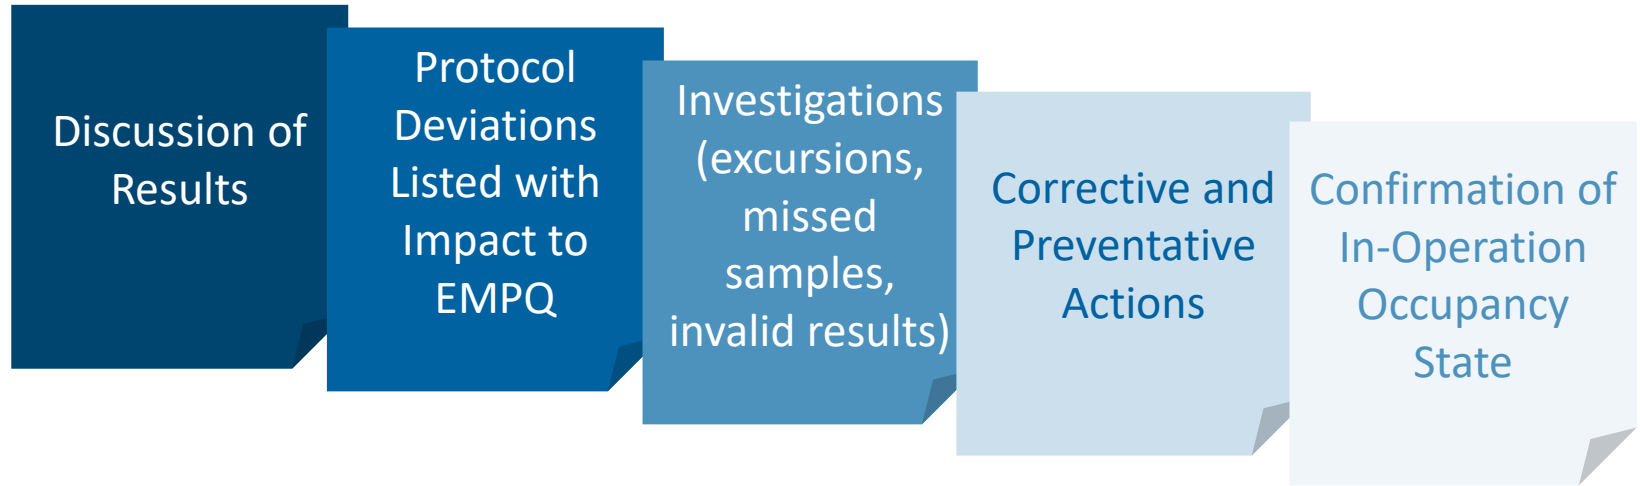 Discussion of
Results
Protocol
Deviations
Listed with
Impact to
EMPQ
Investigations
(excursions,
missed
samples,
invalid results)
Corrective and
Preventative
Actions
Confirmation of
In-Operation
Occupancy
State